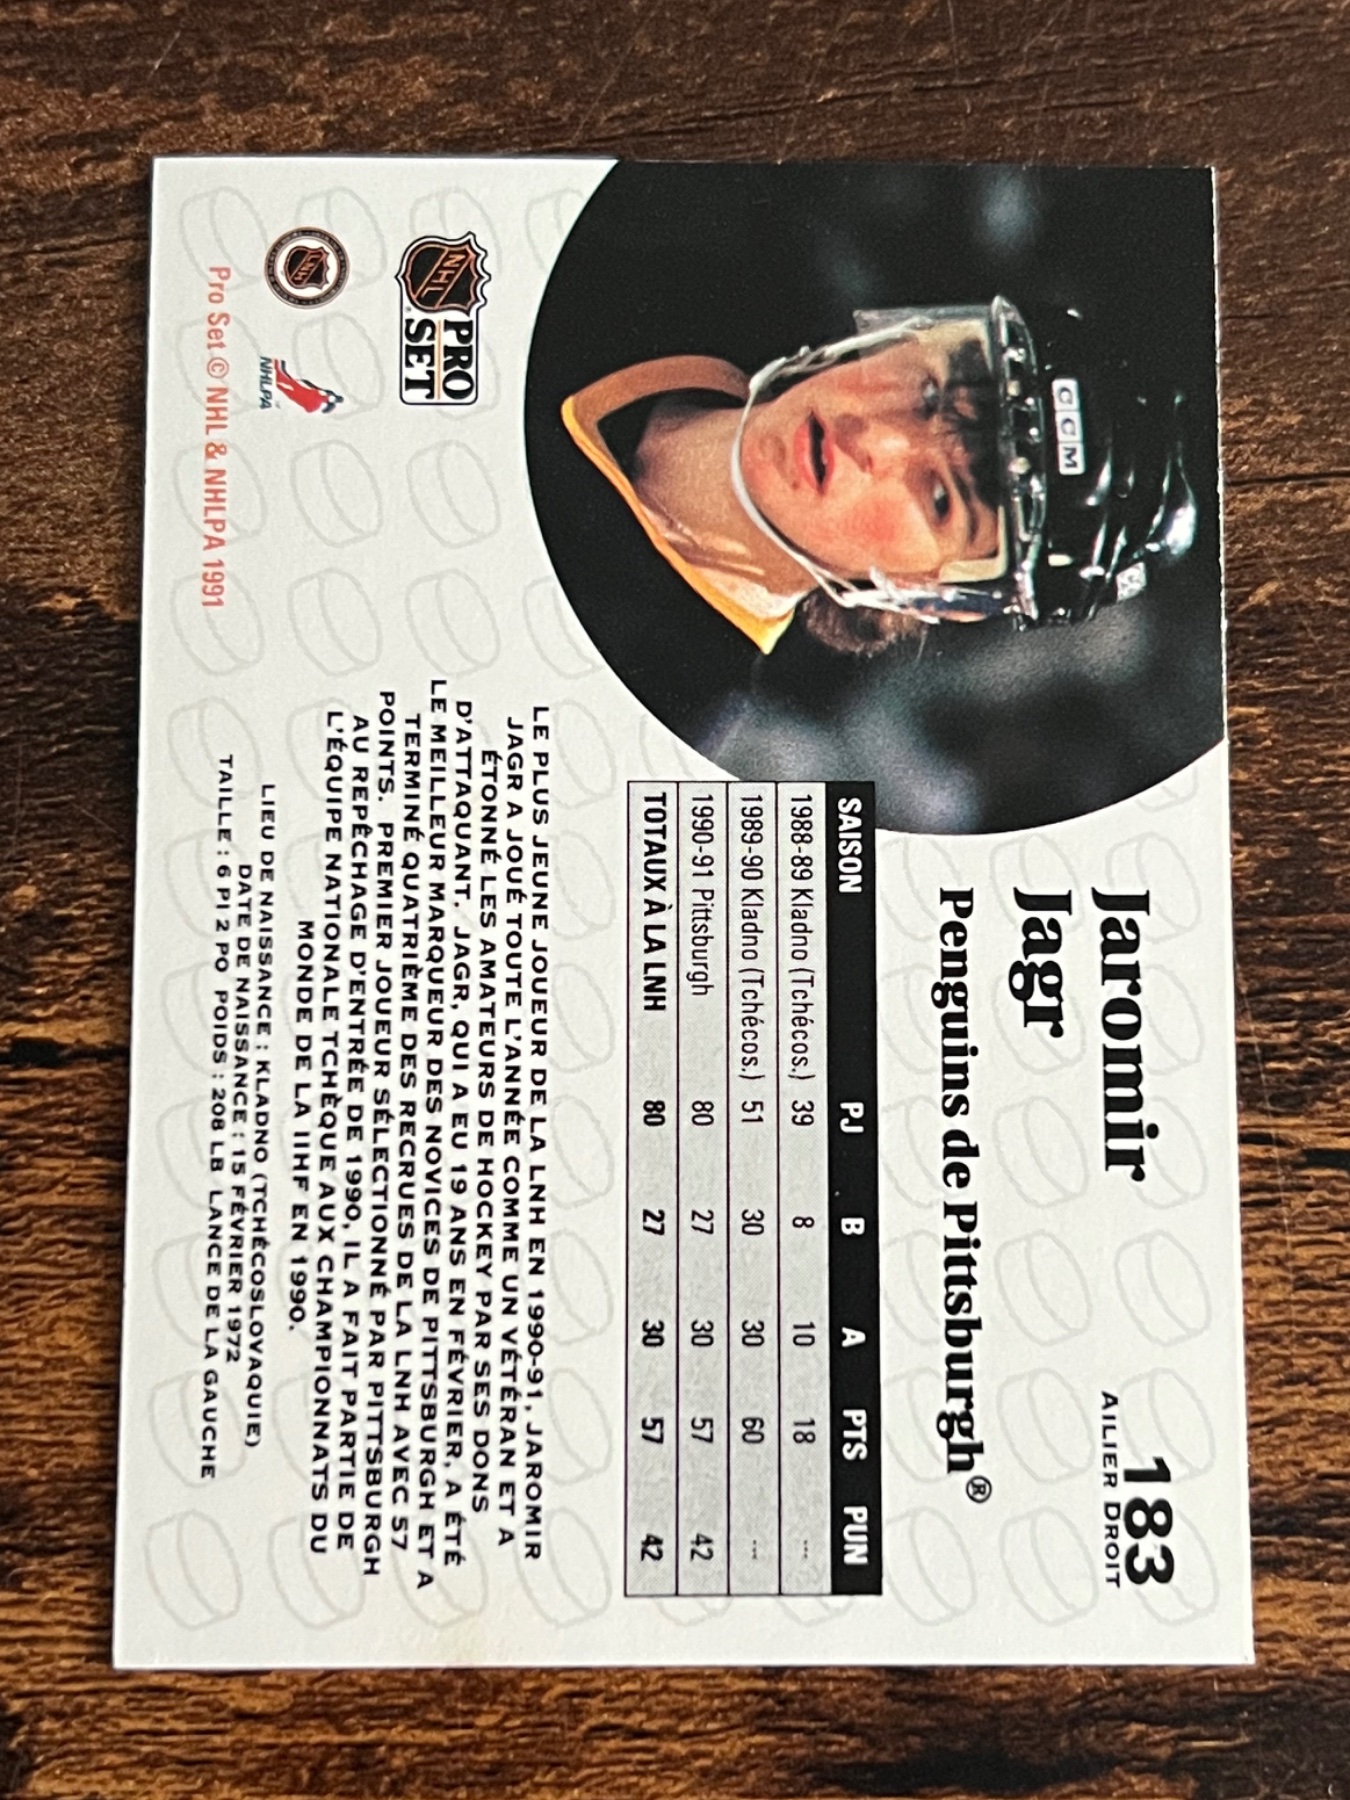 183
Jaromir
AILIER DROIT
Jagr
Penguins de Pittsburgh®
CCM
SAISON PJ B A PTS PUN
1988-89 Kladno (Tchécos.) 39 8 10 18 ---
1989-90 Kladno (Tchécos.) 51 30 30 60 ---
1990-91 Pittsburgh 80 27 30 57 42
TOTAUX À LA LNH 80 27 30 57 42
LE PLUS JEUNE JOUEUR DE LA LNH EN 1990-91, JAROMIR
JAGR A JOUÉ TOUTE L'ANNÉE COMME UN VÉTÉRAN ET A
ÉTONNÉ LES AMATEURS DE HOCKEY PAR SES DONS
D'ATTAQUANT. JAGR, QUI A EU 19 ANS EN FÉVRIER, A ÉTÉ
LE MEILLEUR MARQUEUR DES NOVICES DE PITTSBURGH ET A
TERMINÉ QUATRIÈME DES RECRUES DE LA LNH AVEC 57
POINTS. PREMIER JOUEUR SÉLECTIONNÉ PAR PITTSBURGH
AU REPÊCHAGE D'ENTRÉE DE 1990, IL A FAIT PARTIE DE
L'ÉQUIPE NATIONALE TCHÈQUE AUX CHAMPIONNATS DU
MONDE DE LA IIHF EN 1990.
LIEU DE NAISSANCE : KLADNO (TCHÉCOSLOVAQUIE)
DATE DE NAISSANCE : 15 FÉVRIER 1972
TAILLE : 6 PI 2 PO POIDS : 208 LB LANCE DE LA GAUCHE
NHL PRO SET
NHL
NHLPA
Pro Set © NHL & NHLPA 1991